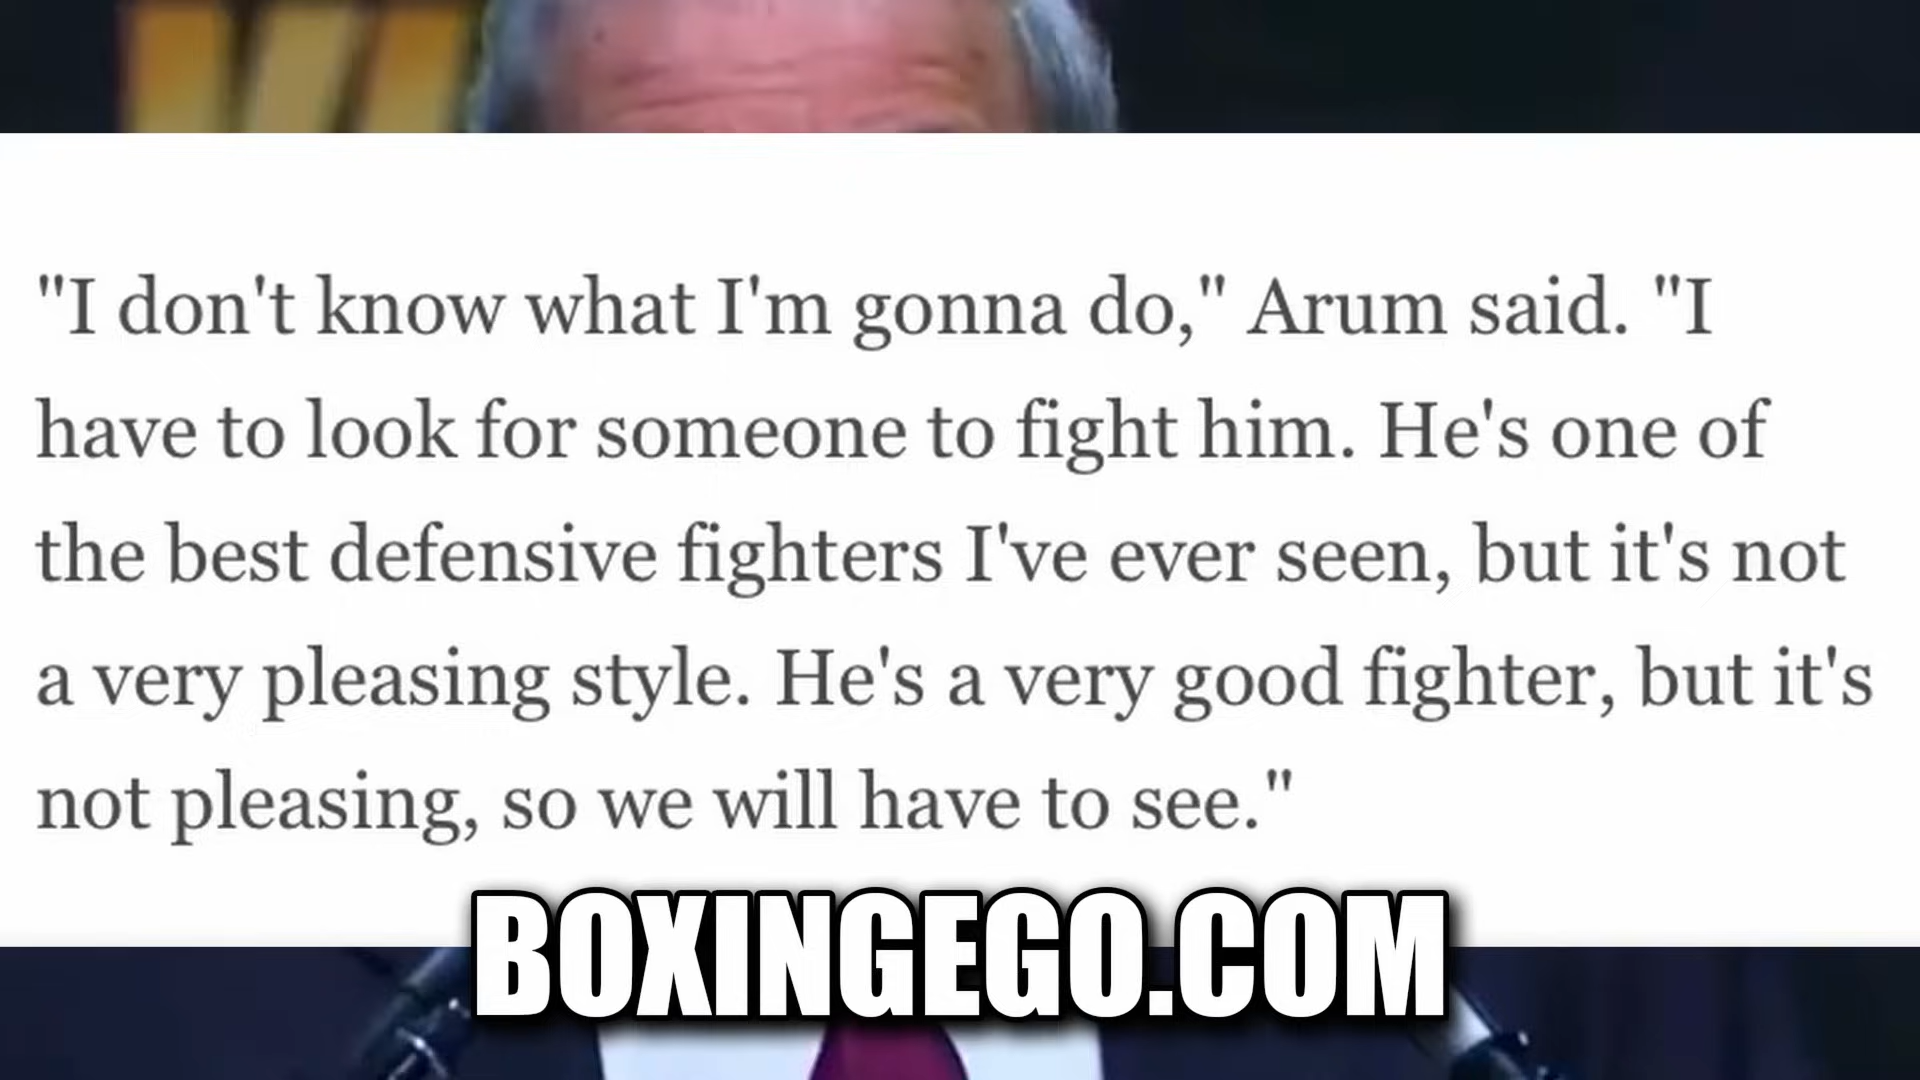 "I don't know what I'm gonna do," Arum said. "I
have to look for someone to fight him. He's one of
the best defensive fighters I've ever seen, but it's not
a very pleasing style. He's a very good fighter, but it's
not pleasing, so we will have to see."
BOXINGEGO.COM